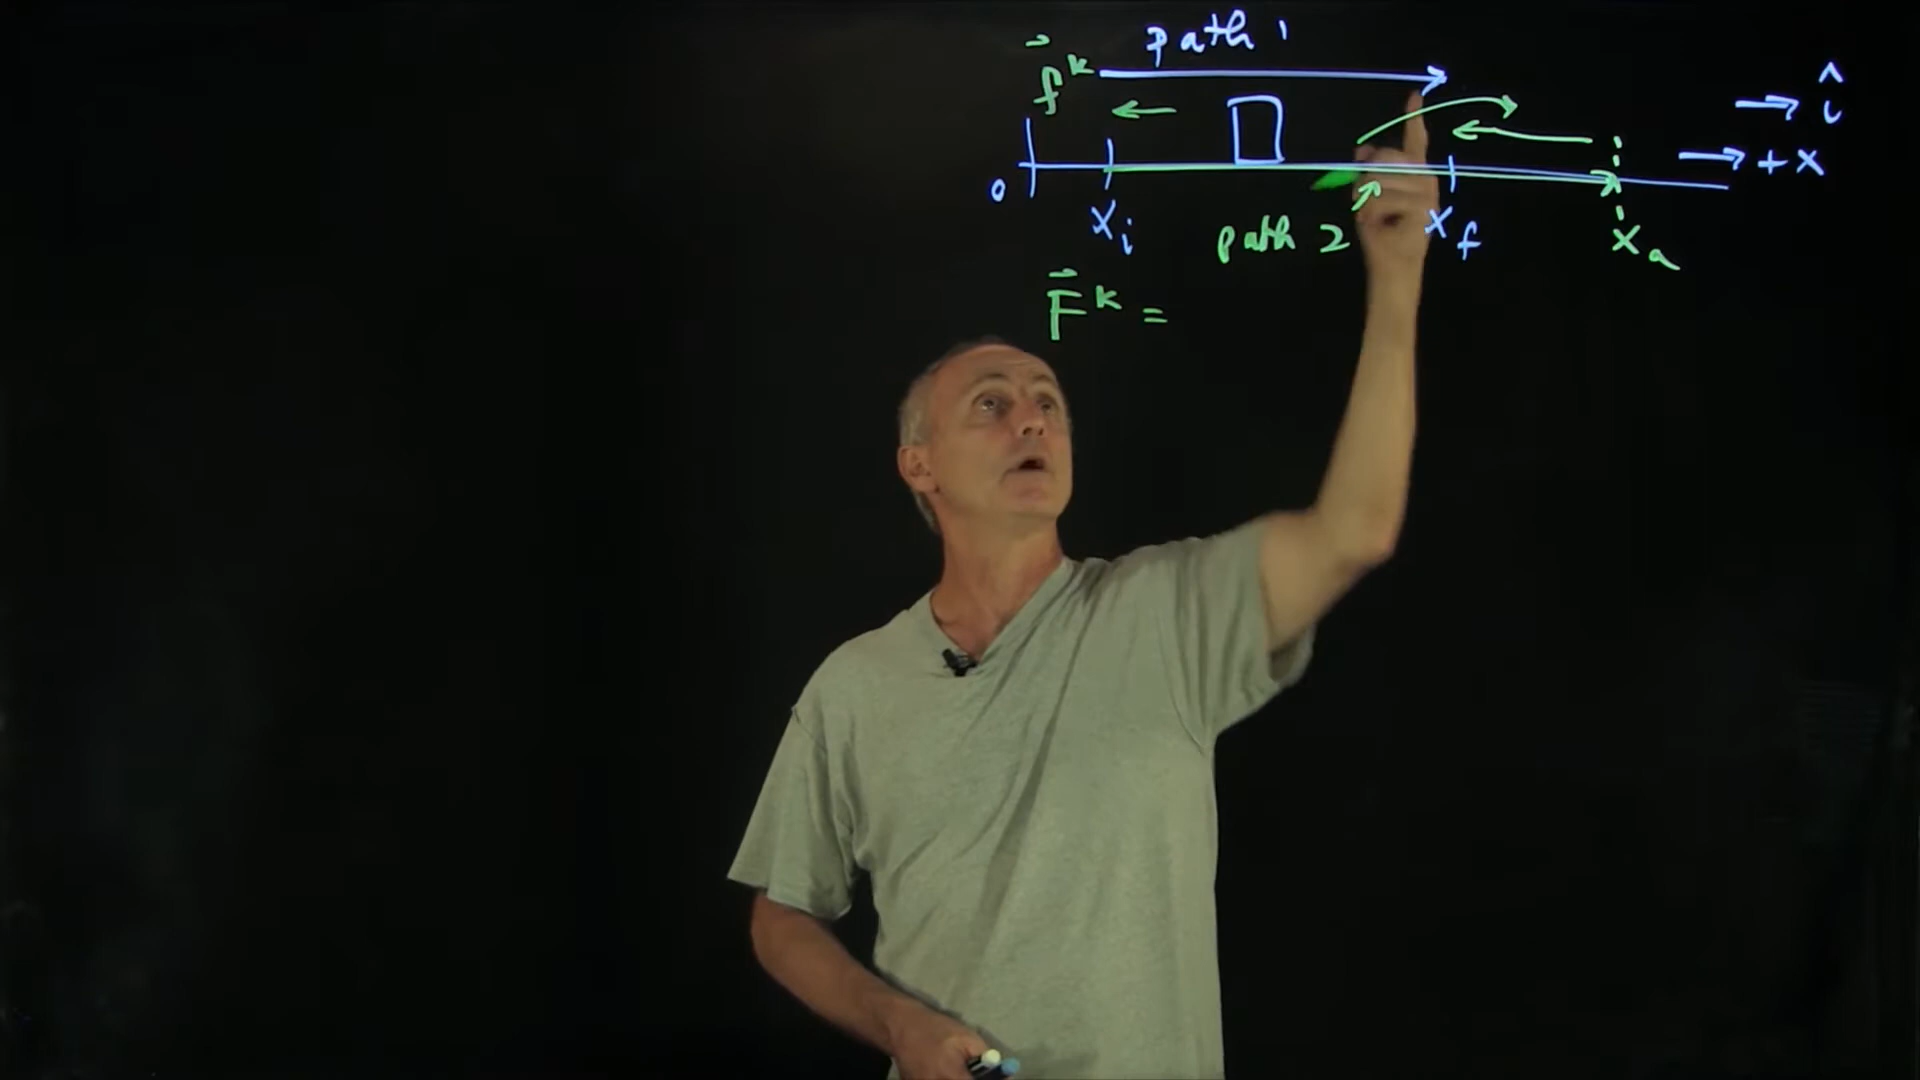 path 1
f^k
î
0
+x
x_i
path 2
x_f
x_a
F^k =